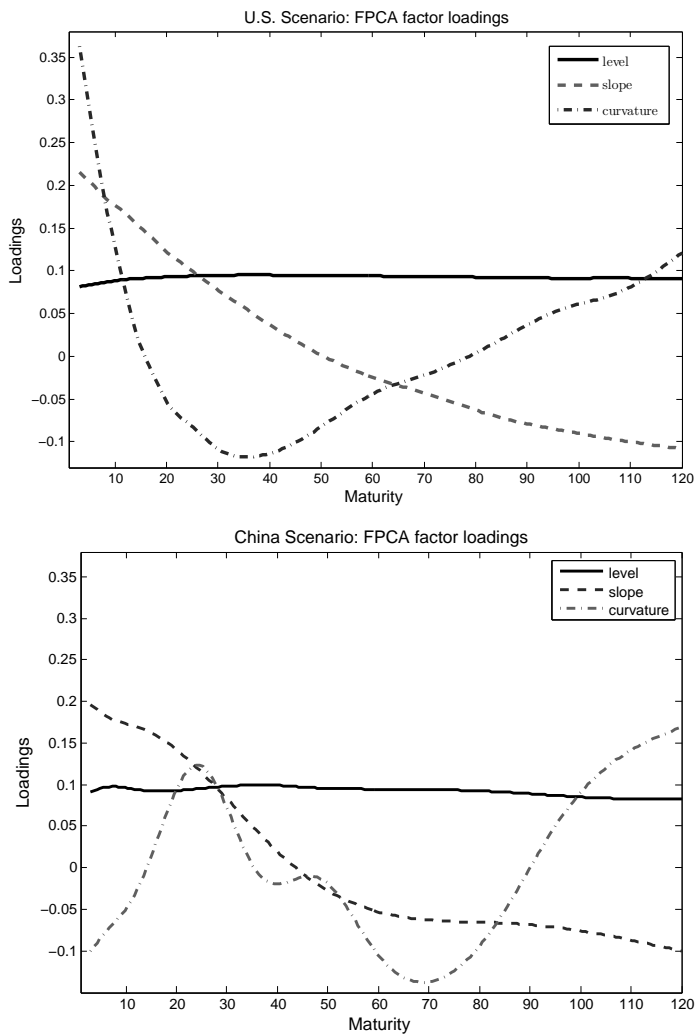 U.S. Scenario: FPCA factor loadings
0.35
0.3
0.25
0.2
0.15
0.1
0.05
0
−0.05
−0.1
Loadings
level
slope
curvature
10 20 30 40 50 60 70 80 90 100 110 120
Maturity
China Scenario: FPCA factor loadings
0.35
0.3
0.25
0.2
0.15
0.1
0.05
0
−0.05
−0.1
Loadings
level
slope
curvature
10 20 30 40 50 60 70 80 90 100 110 120
Maturity